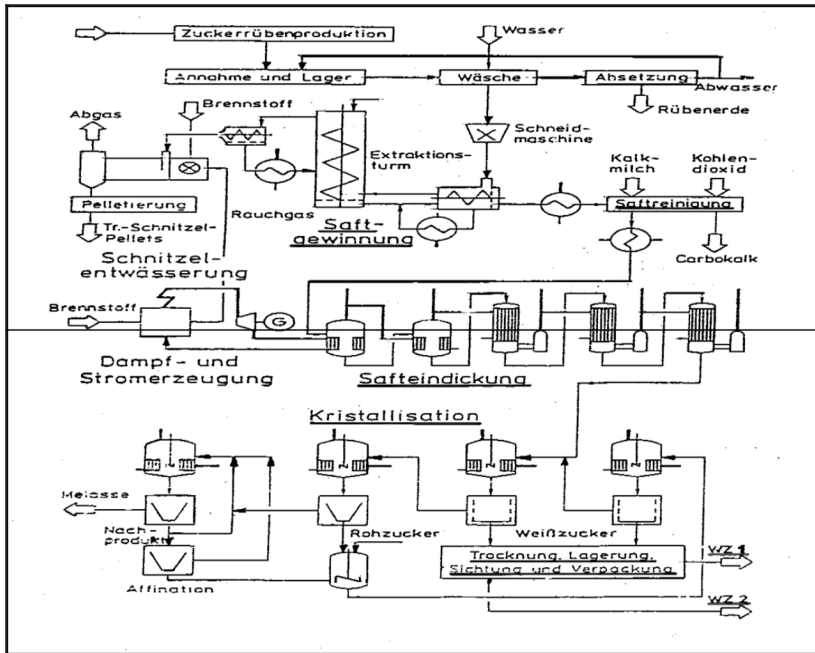 Zuckerrübenproduktion
Wasser
Annahme und Lager
Wäsche
Absetzung
Abwasser
Rübenerde
Brennstoff
Abgas
Schneid-
maschine
Extraktions-
turm
Kalk-
milch
Kohlen-
dioxid
Pelletierung
Rauchgas
Saft-
gewinnung
Saftreinigung
Tr.-Schnitzel-
Pellets
Carbokalk
Schnitzel-
entwässerung
Brennstoff
G
Dampf- und
Stromerzeugung
Safteindickung
Kristallisation
Melasse
Nach-
produkt
Rohzucker
Weißzucker
Trocknung, Lagerung,
Sichtung und Verpackung
WZ 1
Affination
WZ 2